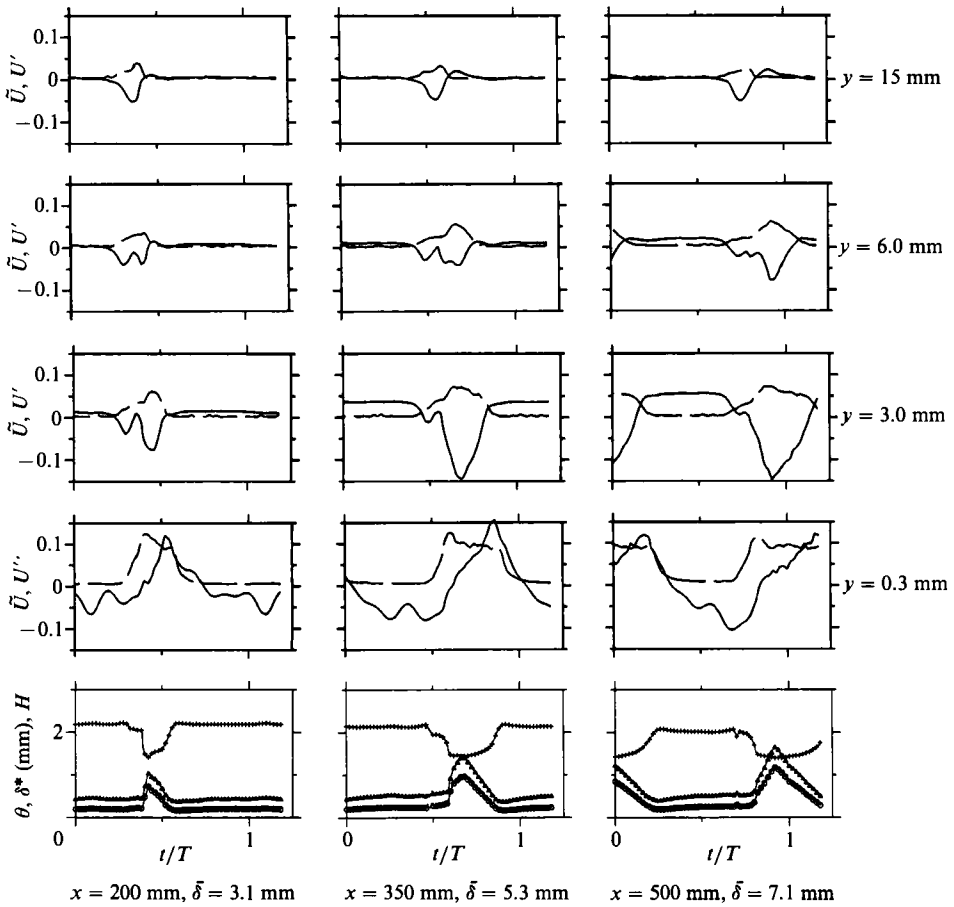 0.1
0
−0.1
Ũ, U′
y = 15 mm
0.1
0
−0.1
Ũ, U′
y = 6.0 mm
0.1
0
−0.1
Ũ, U′
y = 3.0 mm
0.1
0
−0.1
Ũ, U′
y = 0.3 mm
2
θ, δ* (mm), H
0 1 0 1 0 1
t/T t/T t/T
x = 200 mm, δ̄ = 3.1 mm x = 350 mm, δ̄ = 5.3 mm x = 500 mm, δ̄ = 7.1 mm